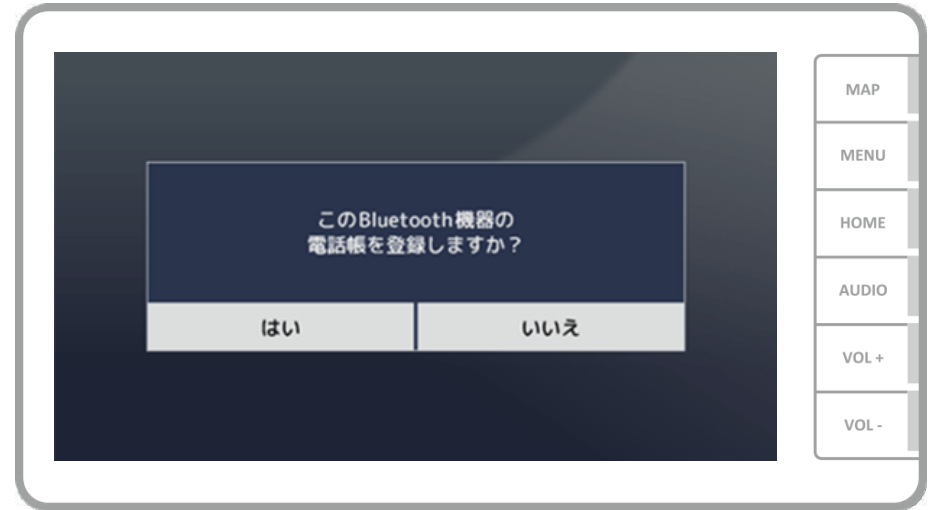 このBluetooth機器の
電話帳を登録しますか？
はい
いいえ
MAP
MENU
HOME
AUDIO
VOL +
VOL -